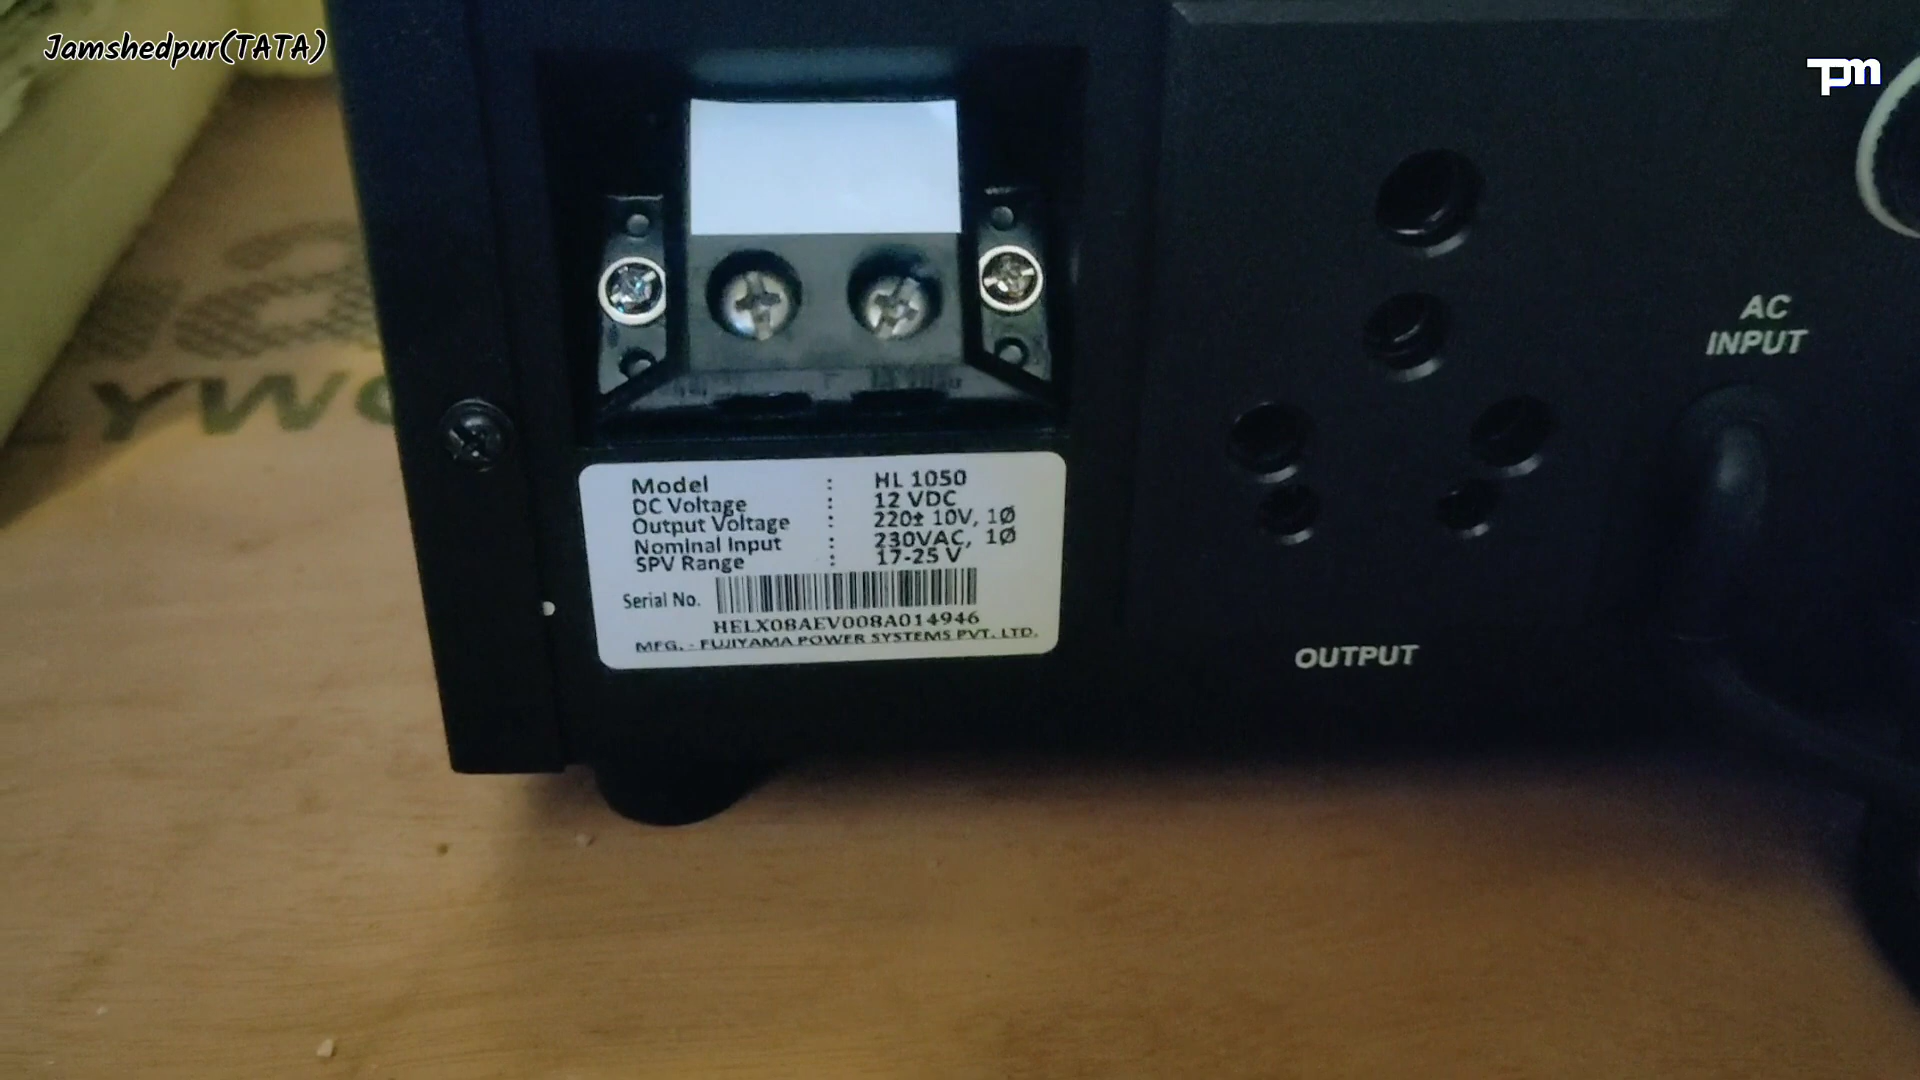 Jamshedpur(TATA)
TPM
AC
INPUT
Model : HL 1050
DC Voltage : 12 VDC
Output Voltage : 220± 10V, 1Ø
Nominal Input : 230VAC, 1Ø
SPV Range : 17-25 V
Serial No.
HELX08AEV008A014946
MFG. - FUJIYAMA POWER SYSTEMS PVT. LTD.
OUTPUT